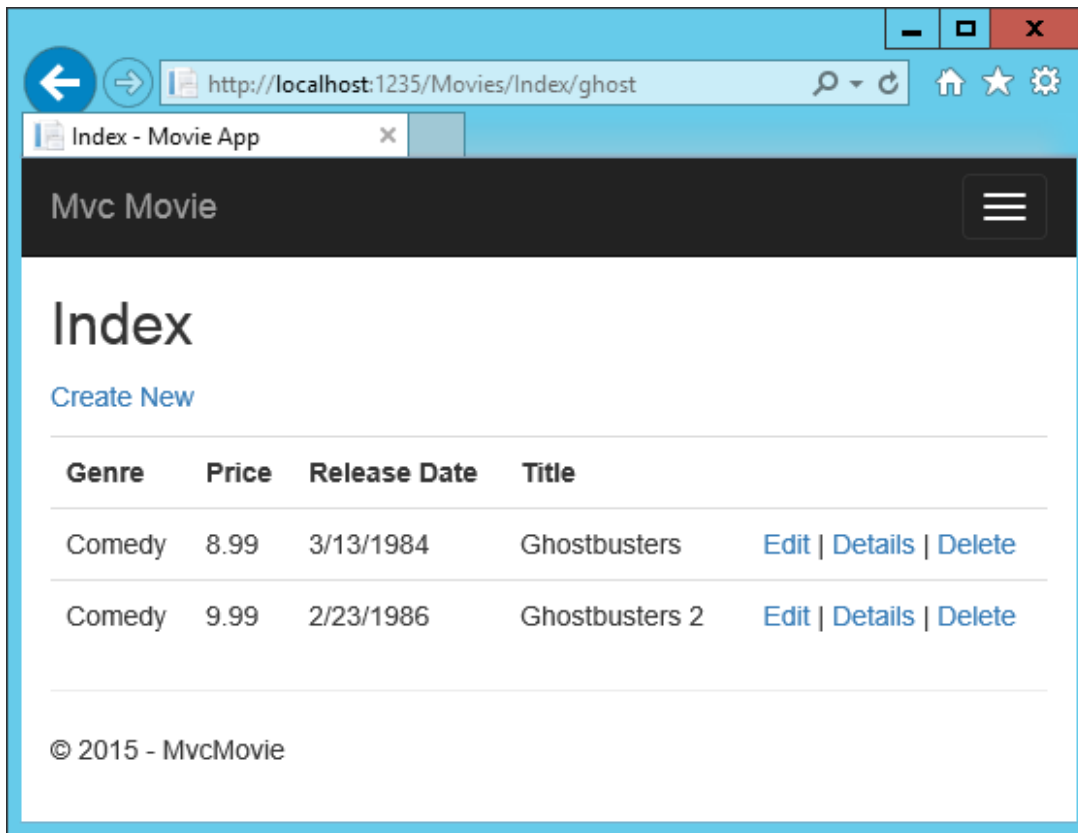 http://localhost:1235/Movies/Index/ghost
Index - Movie App
Mvc Movie
Index
Create New
Genre Price Release Date Title
Comedy 8.99 3/13/1984 Ghostbusters Edit | Details | Delete
Comedy 9.99 2/23/1986 Ghostbusters 2 Edit | Details | Delete
© 2015 - MvcMovie